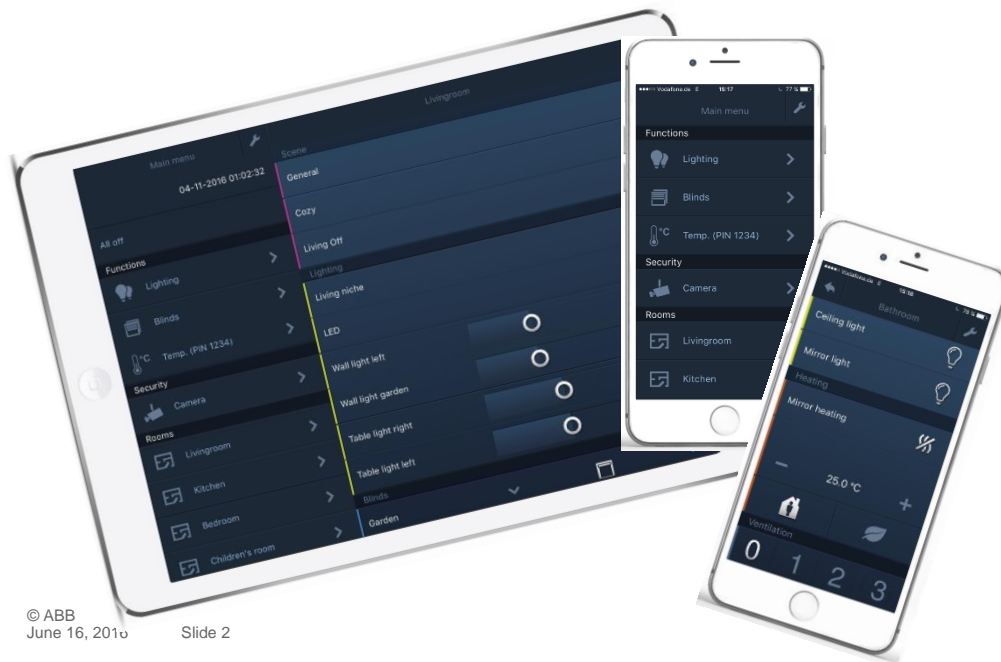 Main menu
04-11-2016 01:02:32
All off
Functions
Lighting
Blinds
°C Temp. (PIN 1234)
Security
Camera
Rooms
Livingroom
Kitchen
Bedroom
Children's room
Livingroom
Scene
General
Cozy
Living Off
Lighting
Living niche
LED
Wall light left
Wall light garden
Table light right
Table light left
Blinds
Garden
Vodafone.de 15:17 77 %
Main menu
Functions
Lighting
Blinds
°C Temp. (PIN 1234)
Security
Camera
Rooms
Livingroom
Kitchen
Vodafone.de
Bathroom
Ceiling light
Mirror light
Heating
Mirror heating
− 25.0 °C +
Ventilation
0 1 2 3
© ABB
June 16, 2016 Slide 2